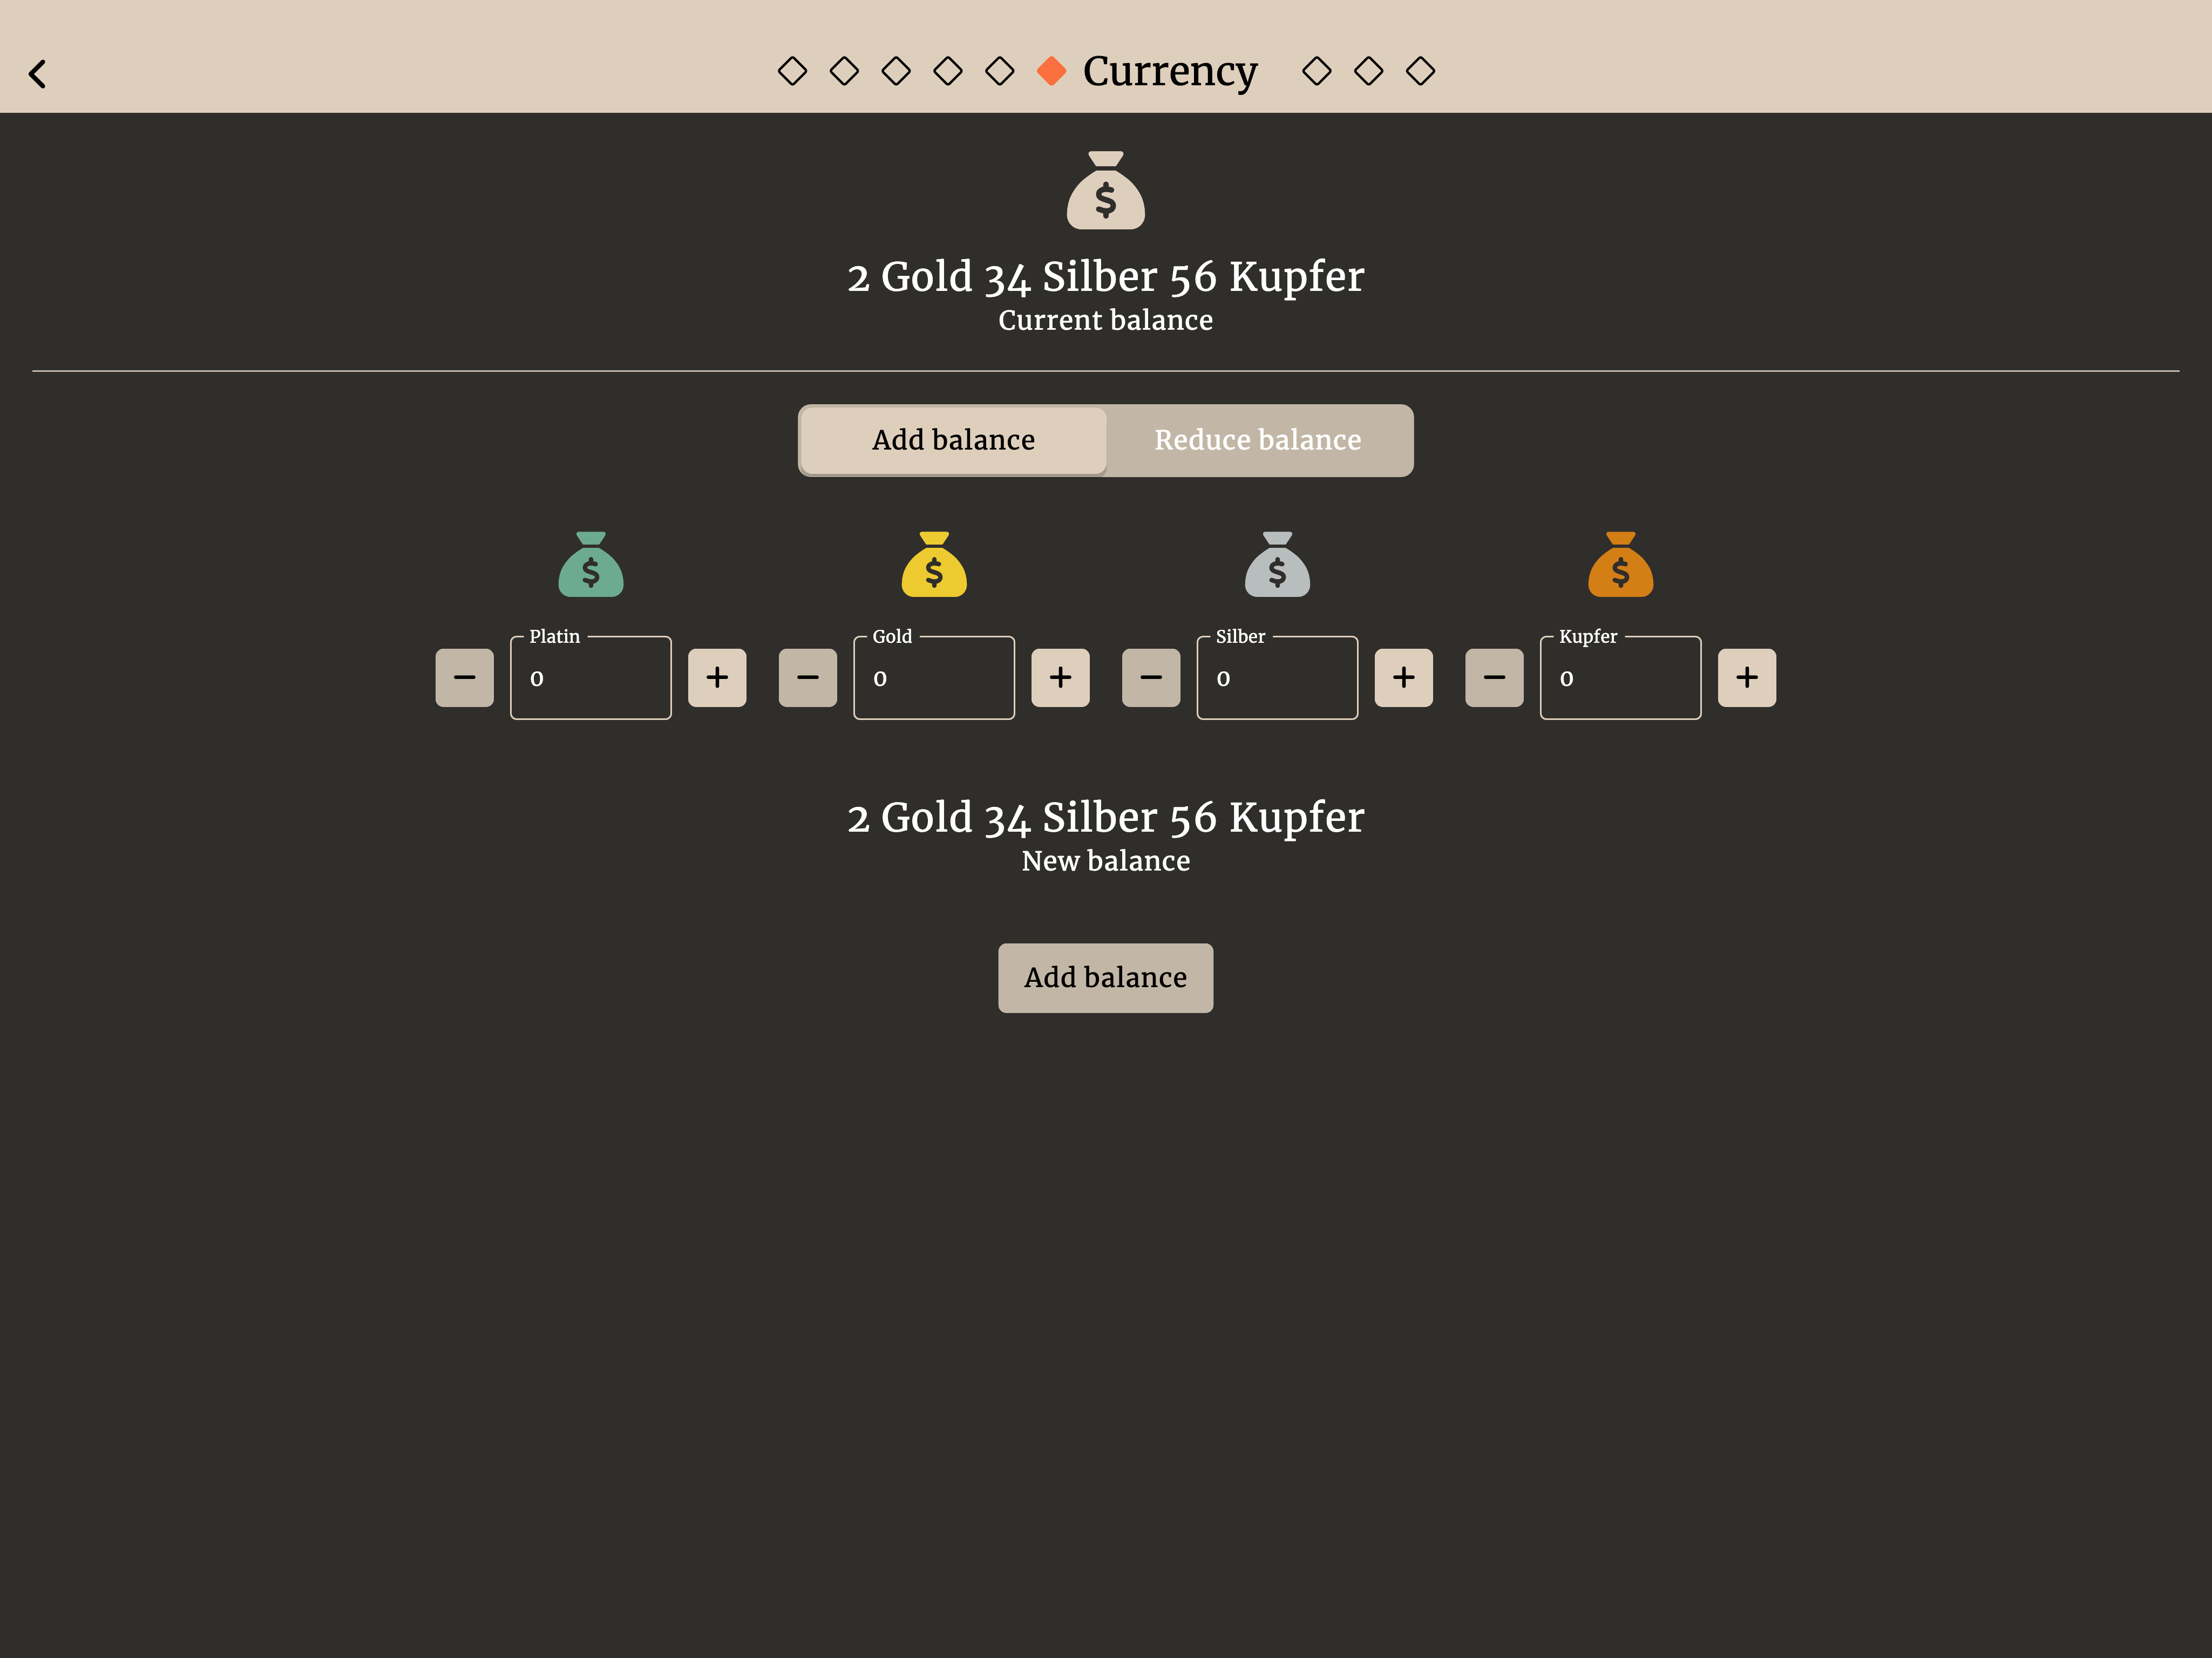 Currency
$
2 Gold 34 Silber 56 Kupfer
Current balance
Add balance
Reduce balance
$ $ $ $
Platin
0
Gold
0
Silber
0
Kupfer
0
2 Gold 34 Silber 56 Kupfer
New balance
Add balance